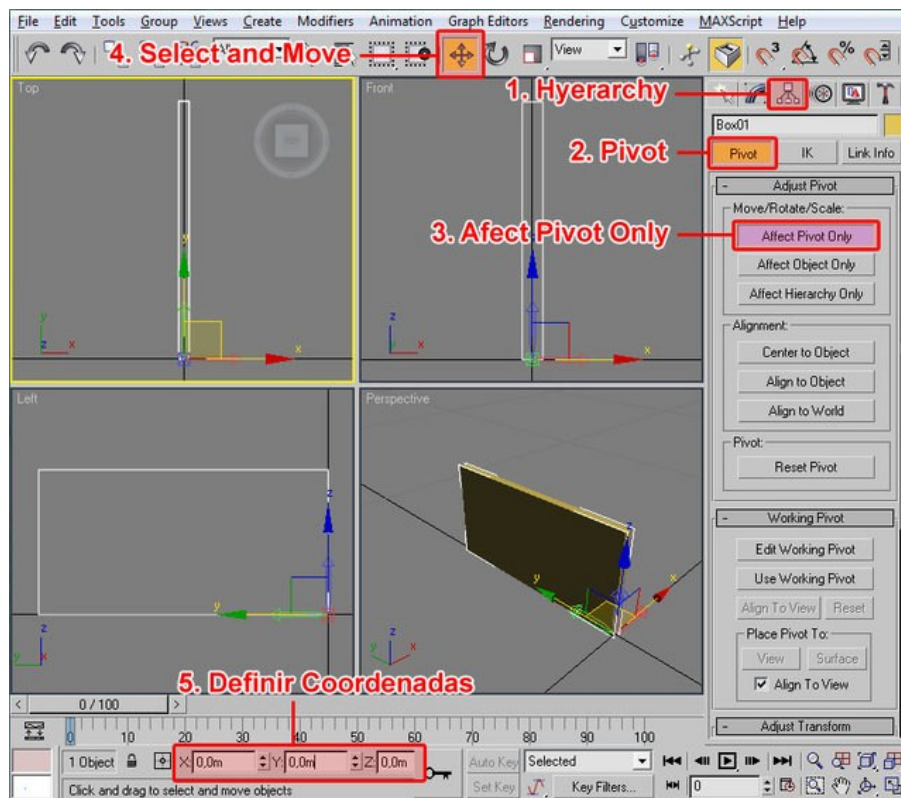 File Edit Tools Group Views Create Modifiers Animation Graph Editors Rendering Customize MAXScript Help
4. Select and Move
View
Top
Front
1. Hyerarchy
Box01
2. Pivot
Pivot IK Link Info
- Adjust Pivot
Move/Rotate/Scale:
3. Afect Pivot Only
Affect Pivot Only
Affect Object Only
Affect Hierarchy Only
Alignment:
Center to Object
Align to Object
Align to World
Pivot:
Reset Pivot
y
x
z
x
y
z x
z
x
Left
Perspective
- Working Pivot
Edit Working Pivot
Use Working Pivot
Align To View Reset
Place Pivot To:
View Surface
Align To View
z
y
z
y
x
z
y
z
x
y
5. Definir Coordenadas
- Adjust Transform
< 0 / 100 >
0 10 20 30 40 50 60 70 80 90 100
1 Object X: 0,0m Y: 0,0m Z: 0,0m Auto Key Selected
Click and drag to select and move objects Set Key Key Filters... 0